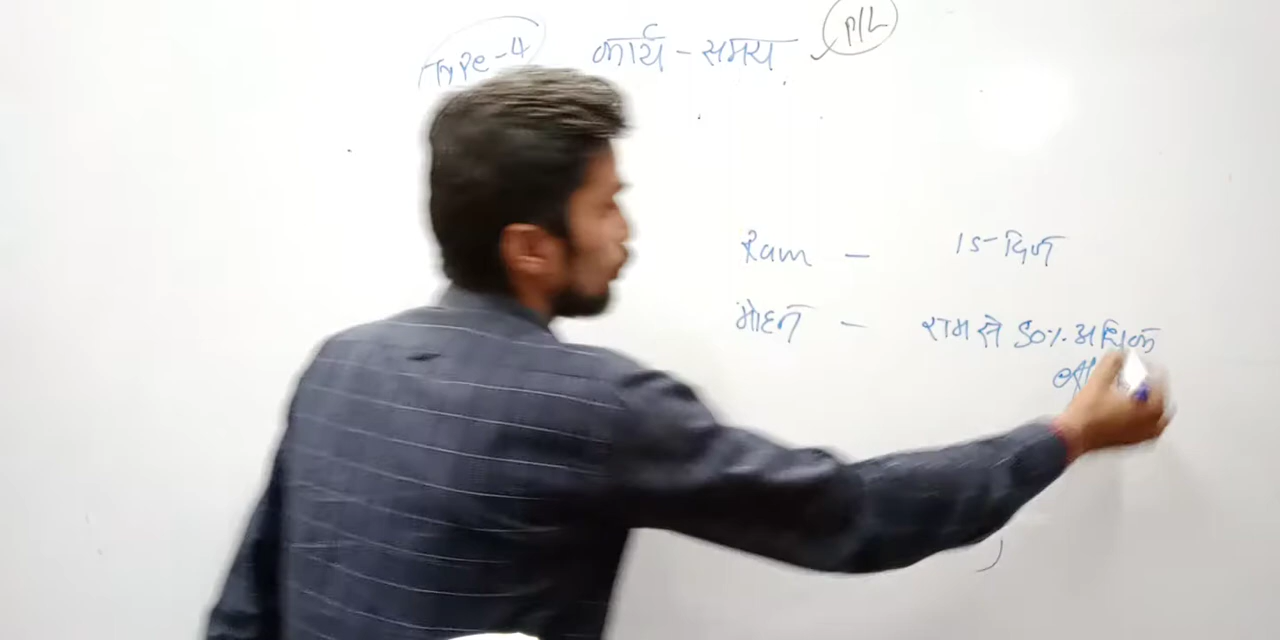 Type-4 कार्य-समय P/L
Ram — 15-दिन
मोहन — राम से 50% अधिक